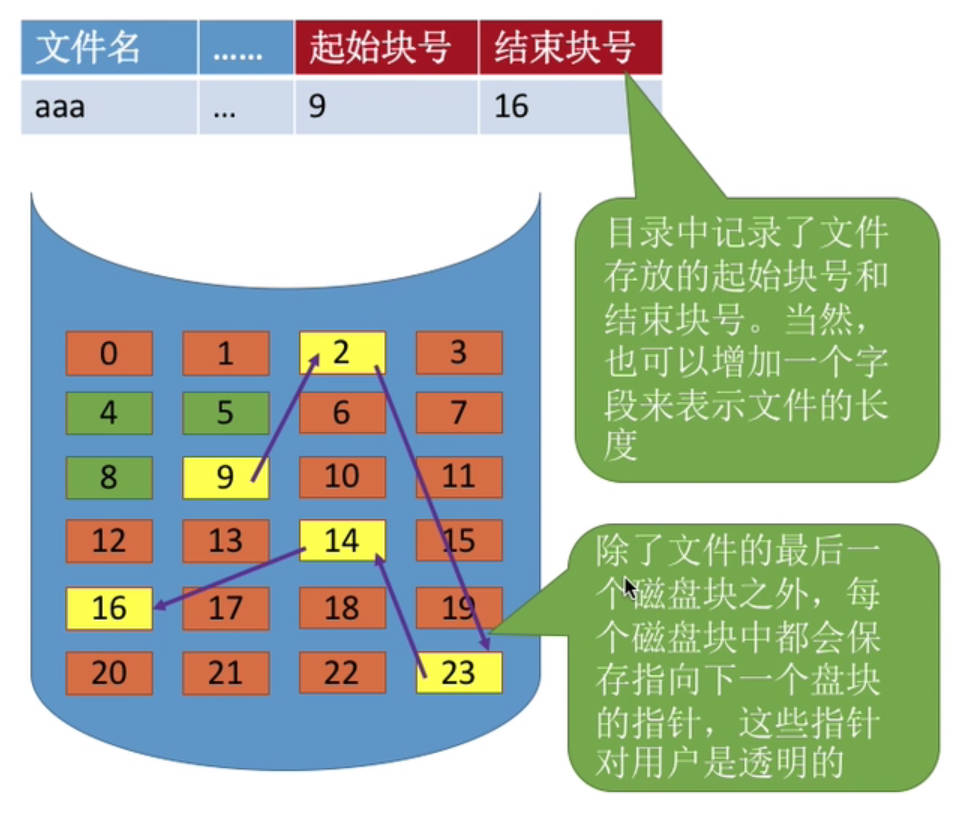 文件名 …… 起始块号 结束块号
aaa ... 9 16
目录中记录了文件
存放的起始块号和
结束块号。当然，
也可以增加一个字
段来表示文件的长
度
0 1 2 3
4 5 6 7
8 9 10 11
12 13 14 15
16 17 18 19
20 21 22 23
除了文件的最后一
个磁盘块之外，每
个磁盘块中都会保
存指向下一个盘块
的指针，这些指针
对用户是透明的